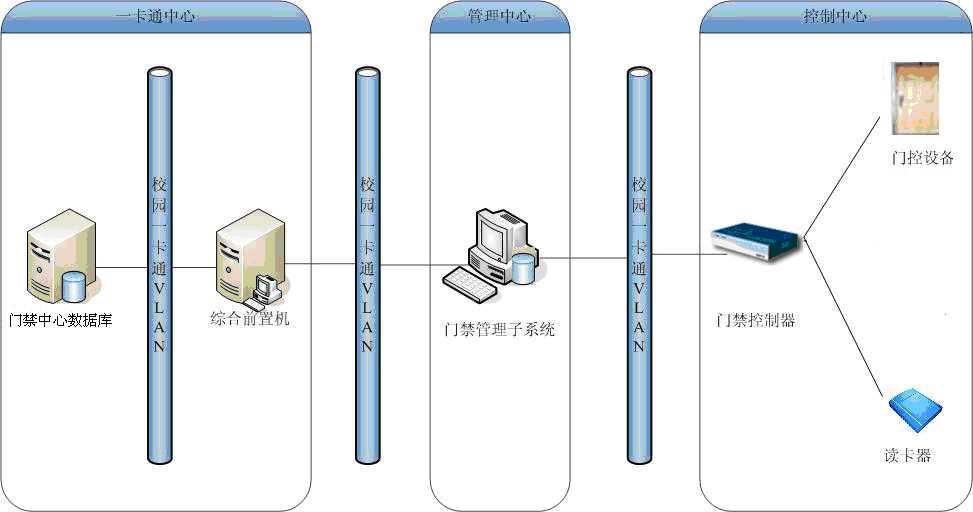 一卡通中心
管理中心
控制中心
校园一卡通VLAN
校园一卡通VLAN
校园一卡通VLAN
门控设备
门禁中心数据库
综合前置机
门禁管理子系统
门禁控制器
读卡器